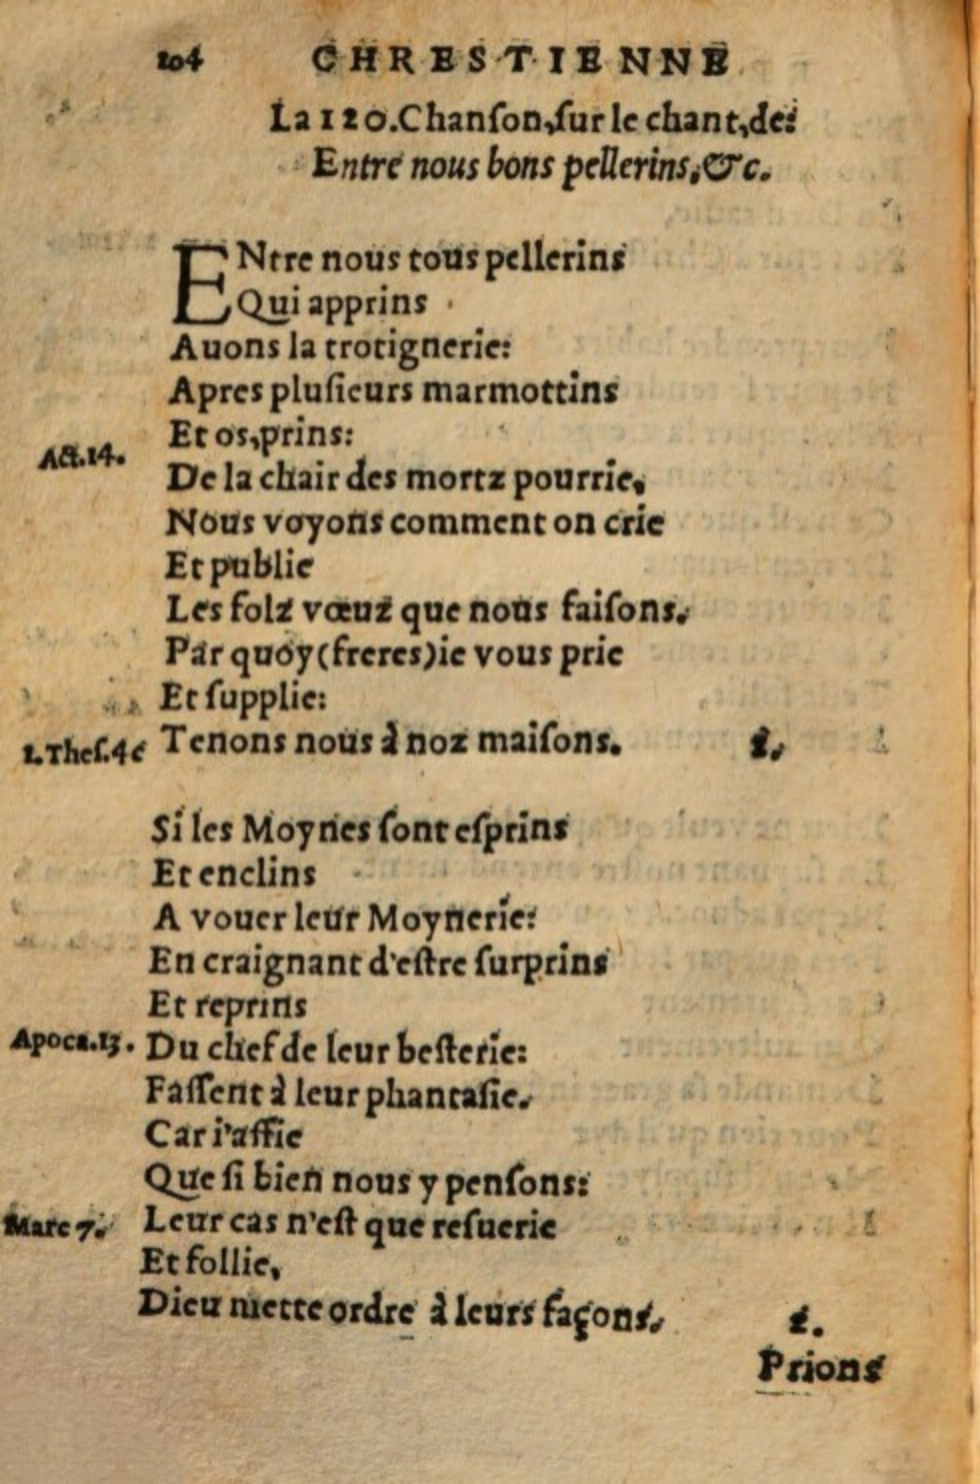 204 CHRESTIENNE
La 120. Chanſon, ſur le chant, de:
Entre nous bons pellerins, &c.
ENtre nous tous pellerins
Qui apprins
Auons la trotignerie:
Apres pluſieurs marmottins
Et os, prins:
Act.14.
De la chair des mortz pourrie,
Nous voyons comment on crie
Et publie
Les folz vœuz que nous faiſons.
Par quoy (freres) ie vous prie
Et ſupplie:
1.Theſ.4 Tenons nous à noz maiſons.
Si les Moynes ſont eſprins
Et enclins
A vouer leur Moynerie:
En craignant d'eſtre ſurprins
Et reprins
Apoca.13. Du chef de leur beſterie:
Faſſent à leur phantaſie.
Car i'affie
Que ſi bien nous y penſons:
Marc 7. Leur cas n'eſt que reſuerie
Et follie,
Dieu mette ordre à leurs façons.
Prions